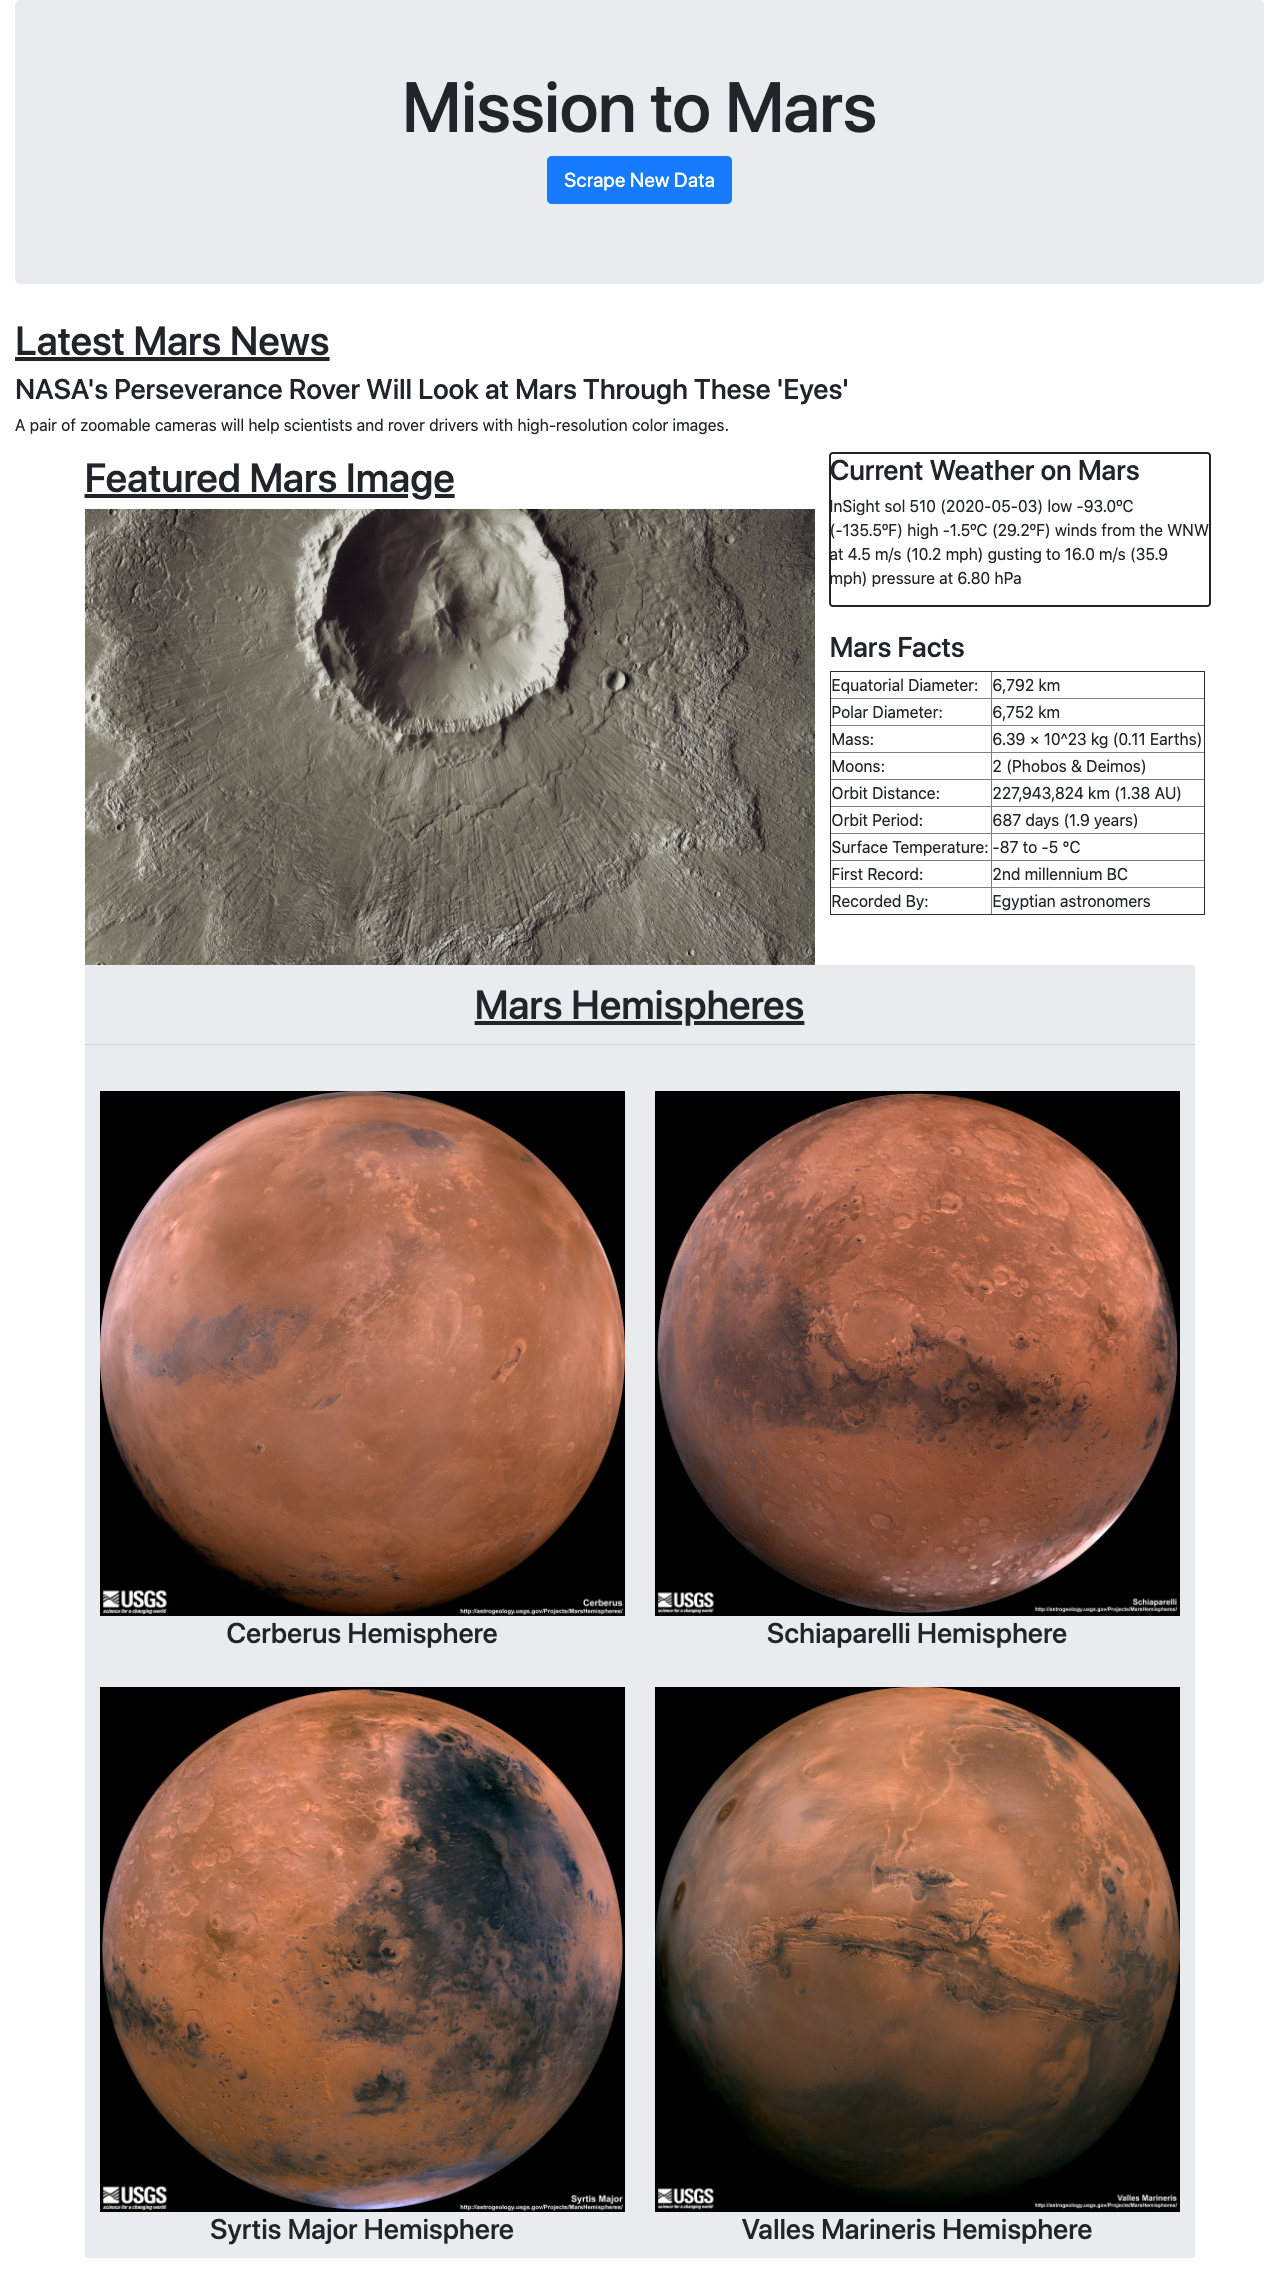 Mission to Mars
Scrape New Data
Latest Mars News
NASA's Perseverance Rover Will Look at Mars Through These 'Eyes'
A pair of zoomable cameras will help scientists and rover drivers with high-resolution color images.
Featured Mars Image
Current Weather on Mars
InSight sol 510 (2020-05-03) low -93.0ºC
(-135.5ºF) high -1.5ºC (29.2ºF) winds from the WNW
at 4.5 m/s (10.2 mph) gusting to 16.0 m/s (35.9
mph) pressure at 6.80 hPa
Mars Facts
Equatorial Diameter: 6,792 km
Polar Diameter: 6,752 km
Mass: 6.39 × 10^23 kg (0.11 Earths)
Moons: 2 (Phobos & Deimos)
Orbit Distance: 227,943,824 km (1.38 AU)
Orbit Period: 687 days (1.9 years)
Surface Temperature: -87 to -5 °C
First Record: 2nd millennium BC
Recorded By: Egyptian astronomers
Mars Hemispheres
USGS
science for a changing world
Cerberus
http://astrogeology.usgs.gov/Projects/MarsHemispheres/
Cerberus Hemisphere
USGS
science for a changing world
Schiaparelli
http://astrogeology.usgs.gov/Projects/MarsHemispheres/
Schiaparelli Hemisphere
USGS
science for a changing world
Syrtis Major
http://astrogeology.usgs.gov/Projects/MarsHemispheres/
Syrtis Major Hemisphere
USGS
science for a changing world
Valles Marineris
http://astrogeology.usgs.gov/Projects/MarsHemispheres/
Valles Marineris Hemisphere